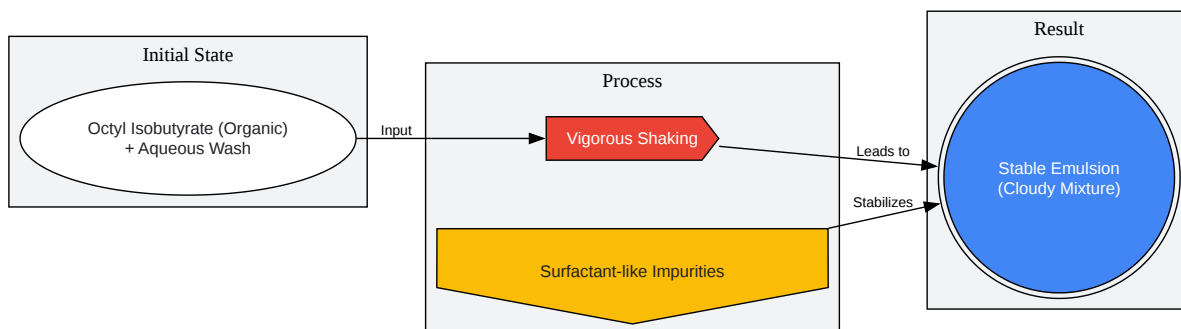 Initial State
Octyl Isobutyrate (Organic)
+ Aqueous Wash
Input
Process
Vigorous Shaking
Surfactant-like Impurities
Leads to
Stabilizes
Result
Stable Emulsion
(Cloudy Mixture)